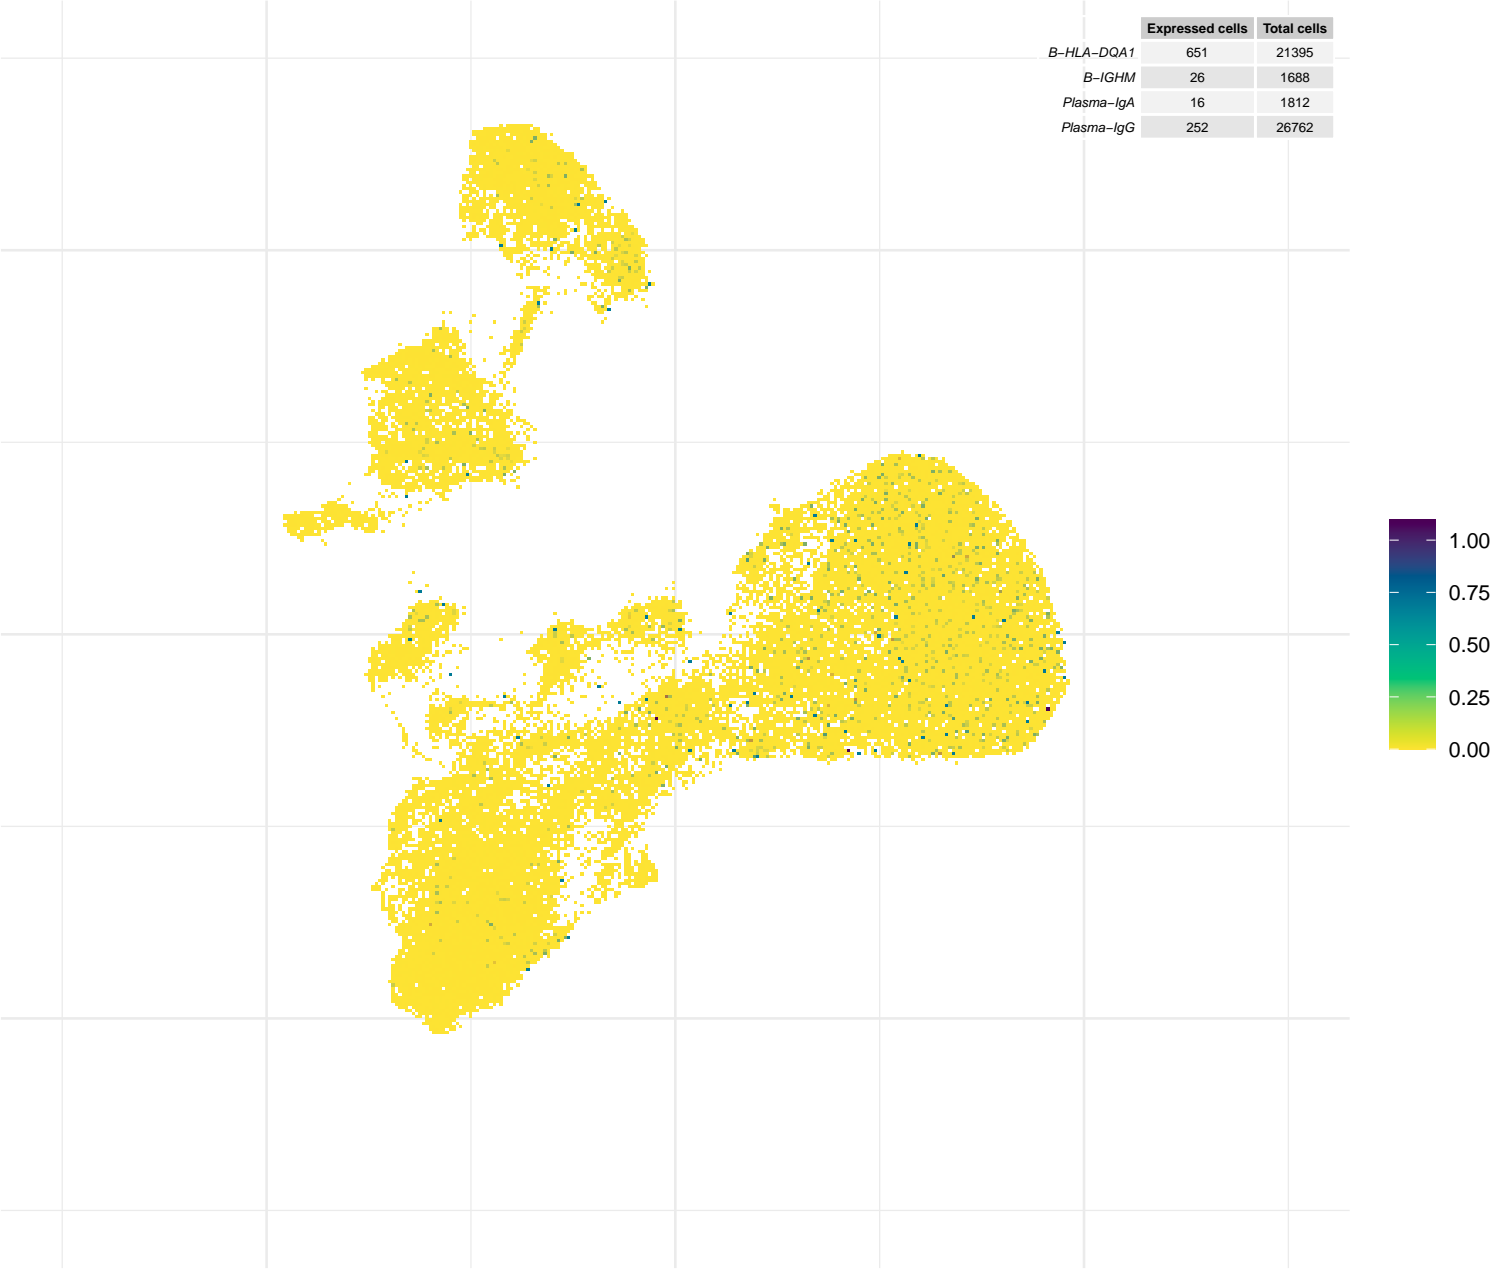 Expressed cells Total cells
B−HLA−DQA1 651 21395
B−IGHM 26 1688
Plasma−IgA 16 1812
Plasma−IgG 252 26762
1.00
0.75
0.50
0.25
0.00